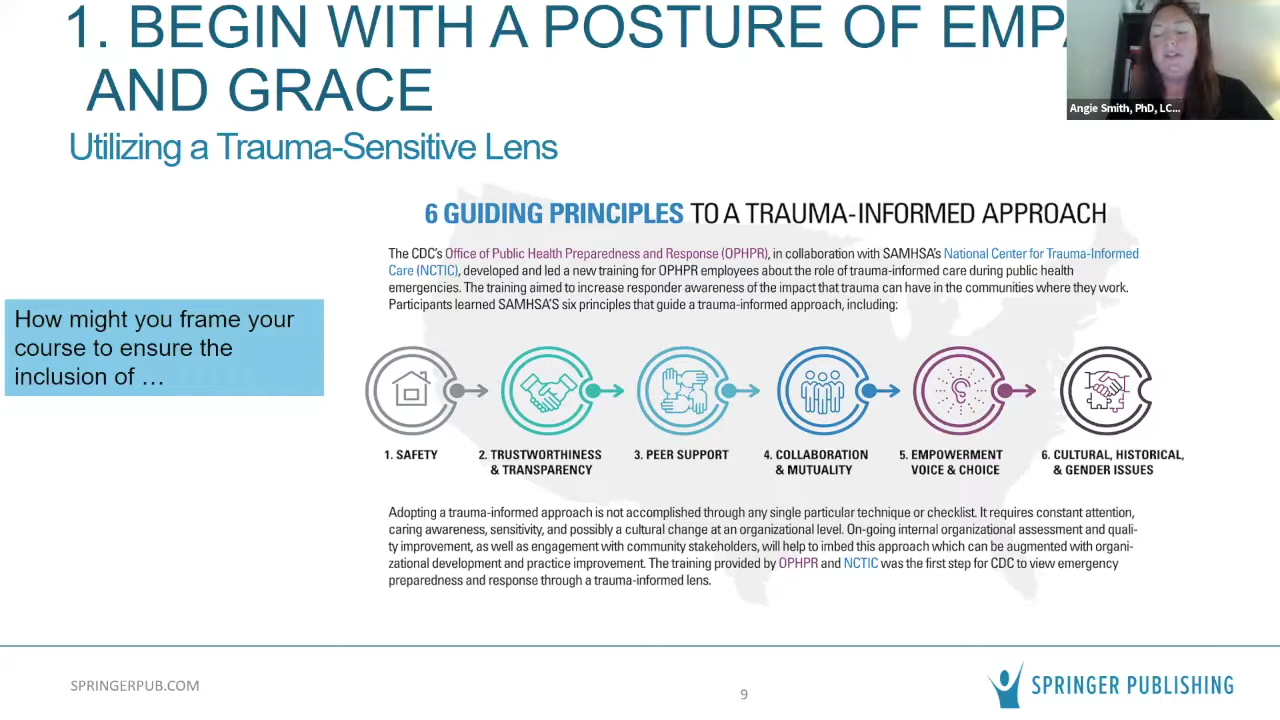 1. BEGIN WITH A POSTURE OF EMPA
AND GRACE
Utilizing a Trauma-Sensitive Lens
Angie Smith, PhD, LC...
6 GUIDING PRINCIPLES TO A TRAUMA-INFORMED APPROACH
The CDC's Office of Public Health Preparedness and Response (OPHPR), in collaboration with SAMHSA's National Center for Trauma-Informed
Care (NCTIC), developed and led a new training for OPHPR employees about the role of trauma-informed care during public health
emergencies. The training aimed to increase responder awareness of the impact that trauma can have in the communities where they work.
Participants learned SAMHSA'S six principles that guide a trauma-informed approach, including:
How might you frame your
course to ensure the
inclusion of …
1. SAFETY
2. TRUSTWORTHINESS
& TRANSPARENCY
3. PEER SUPPORT
4. COLLABORATION
& MUTUALITY
5. EMPOWERMENT
VOICE & CHOICE
6. CULTURAL, HISTORICAL,
& GENDER ISSUES
Adopting a trauma-informed approach is not accomplished through any single particular technique or checklist. It requires constant attention,
caring awareness, sensitivity, and possibly a cultural change at an organizational level. On-going internal organizational assessment and quali-
ty improvement, as well as engagement with community stakeholders, will help to imbed this approach which can be augmented with organi-
zational development and practice improvement. The training provided by OPHPR and NCTIC was the first step for CDC to view emergency
preparedness and response through a trauma-informed lens.
SPRINGERPUB.COM
9
SPRINGER PUBLISHING